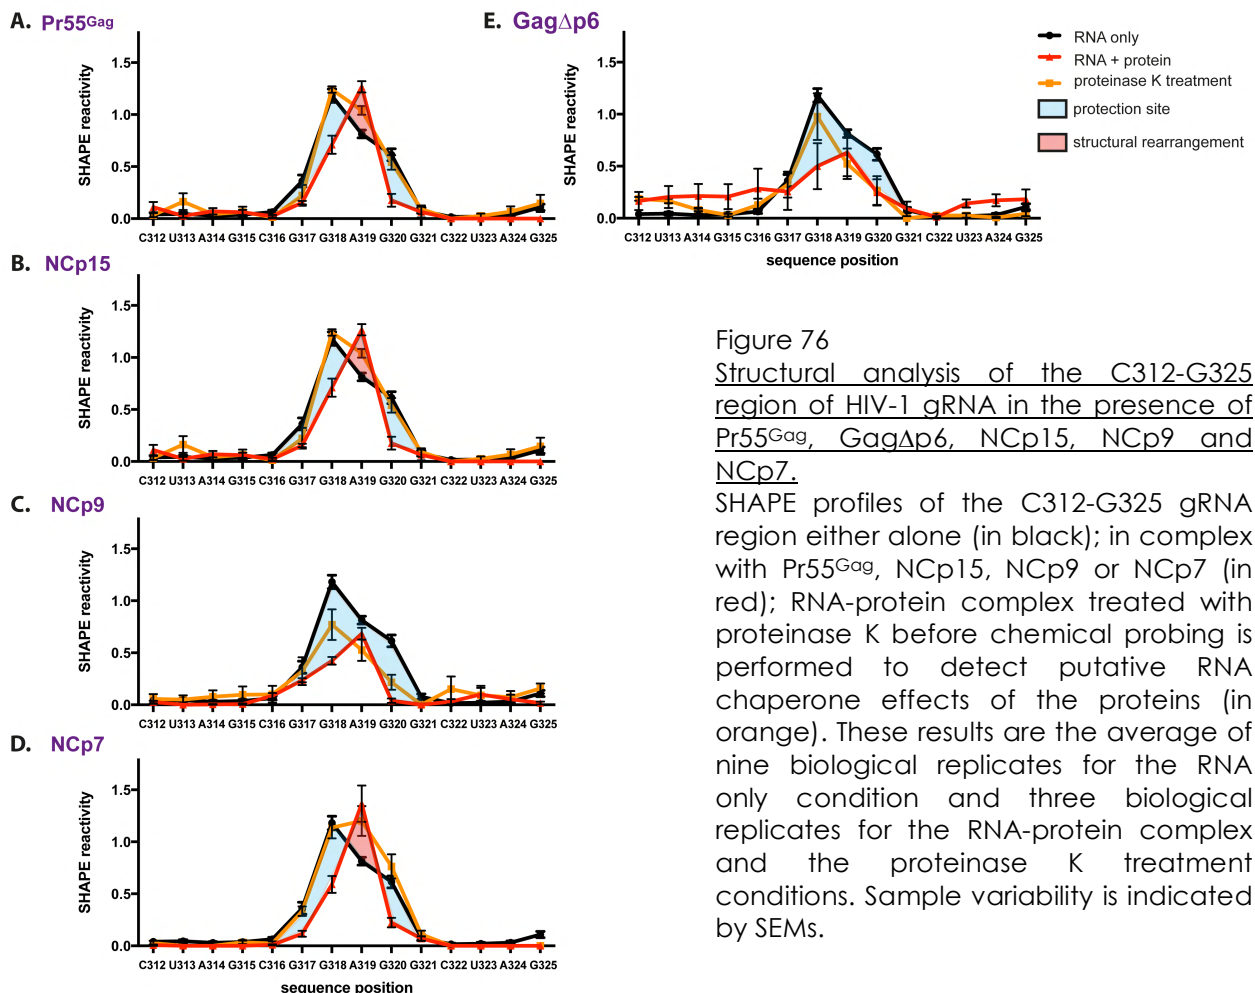 A. Pr55Gag
SHAPE reactivity
1.5
1.0
0.5
0.0
C312 U313 A314 G315 C316 G317 G318 A319 G320 G321 C322 U323 A324 G325
B. NCp15
SHAPE reactivity
1.5
1.0
0.5
0.0
C312 U313 A314 G315 C316 G317 G318 A319 G320 G321 C322 U323 A324 G325
C. NCp9
SHAPE reactivity
1.5
1.0
0.5
0.0
C312 U313 A314 G315 C316 G317 G318 A319 G320 G321 C322 U323 A324 G325
D. NCp7
SHAPE reactivity
1.5
1.0
0.5
0.0
C312 U313 A314 G315 C316 G317 G318 A319 G320 G321 C322 U323 A324 G325
sequence position
E. GagΔp6
SHAPE reactivity
1.5
1.0
0.5
0.0
C312 U313 A314 G315 C316 G317 G318 A319 G320 G321 C322 U323 A324 G325
sequence position
RNA only
RNA + protein
proteinase K treatment
protection site
structural rearrangement
Figure 76
Structural analysis of the C312-G325
region of HIV-1 gRNA in the presence of
Pr55Gag, GagΔp6, NCp15, NCp9 and
NCp7.
SHAPE profiles of the C312-G325 gRNA
region either alone (in black); in complex
with Pr55Gag, NCp15, NCp9 or NCp7 (in
red); RNA-protein complex treated with
proteinase K before chemical probing is
performed to detect putative RNA
chaperone effects of the proteins (in
orange). These results are the average of
nine biological replicates for the RNA
only condition and three biological
replicates for the RNA-protein complex
and the proteinase K treatment
conditions. Sample variability is indicated
by SEMs.